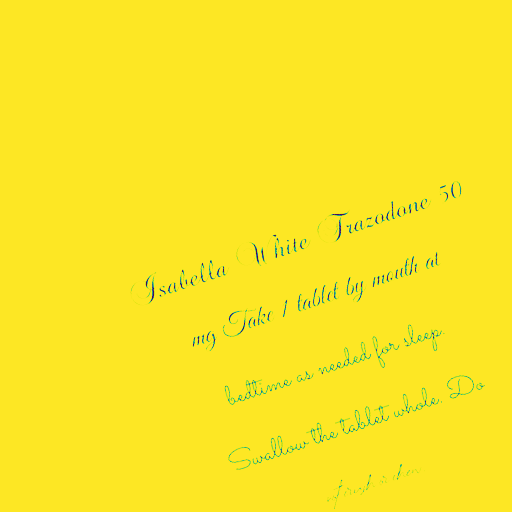 Isabella White Trazodone 50
mg Take 1 tablet by mouth at
bedtime as needed for sleep.
Swallow the tablet whole. Do